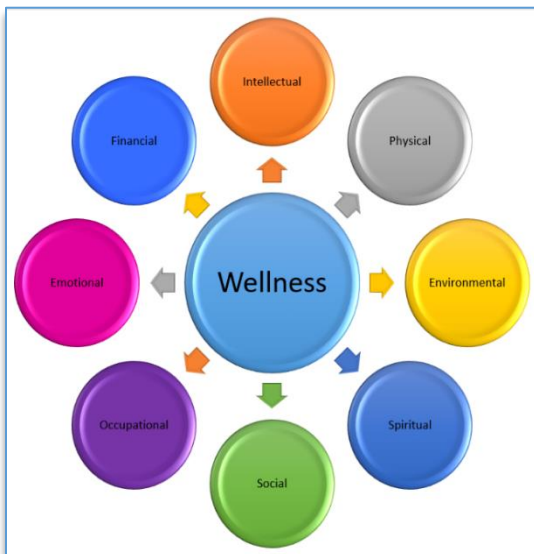 Intellectual
Financial
Physical
Emotional
Wellness
Environmental
Occupational
Spiritual
Social